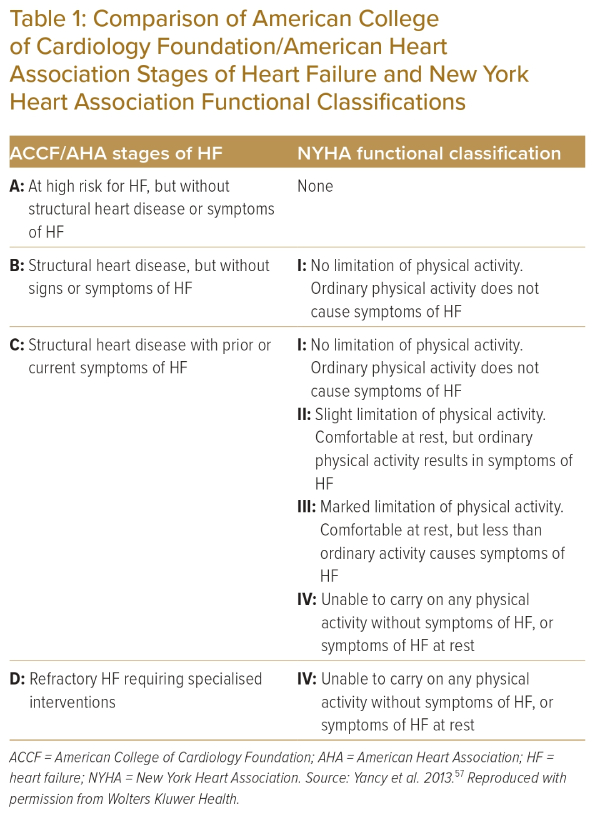 Table 1: Comparison of American College
of Cardiology Foundation/American Heart
Association Stages of Heart Failure and New York
Heart Association Functional Classifications
ACCF/AHA stages of HF
NYHA functional classification
A: At high risk for HF, but without
structural heart disease or symptoms
of HF
None
B: Structural heart disease, but without
signs or symptoms of HF
I: No limitation of physical activity.
Ordinary physical activity does not
cause symptoms of HF
C: Structural heart disease with prior or
current symptoms of HF
I: No limitation of physical activity.
Ordinary physical activity does not
cause symptoms of HF
II: Slight limitation of physical activity.
Comfortable at rest, but ordinary
physical activity results in symptoms of
HF
III: Marked limitation of physical activity.
Comfortable at rest, but less than
ordinary activity causes symptoms of
HF
IV: Unable to carry on any physical
activity without symptoms of HF, or
symptoms of HF at rest
D: Refractory HF requiring specialised
interventions
IV: Unable to carry on any physical
activity without symptoms of HF, or
symptoms of HF at rest
ACCF = American College of Cardiology Foundation; AHA = American Heart Association; HF =
heart failure; NYHA = New York Heart Association. Source: Yancy et al. 2013.57 Reproduced with
permission from Wolters Kluwer Health.